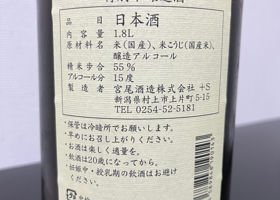 品目 日本酒
内容量 1.8L
原材料名 米(国産)、米こうじ(国産米)、
醸造アルコール
精米歩合 55%
アルコール分 15度
製造者 宮尾酒造株式会社 +S
新潟県村上市上片町5-15
TEL 0254-52-5181
・保管は冷暗所でお願いします。
・早めにお召し上がりください。
・お酒は楽しく適量を。
・飲酒は20歳になってから。
・妊娠中・授乳期の飲酒はお避け
ください。